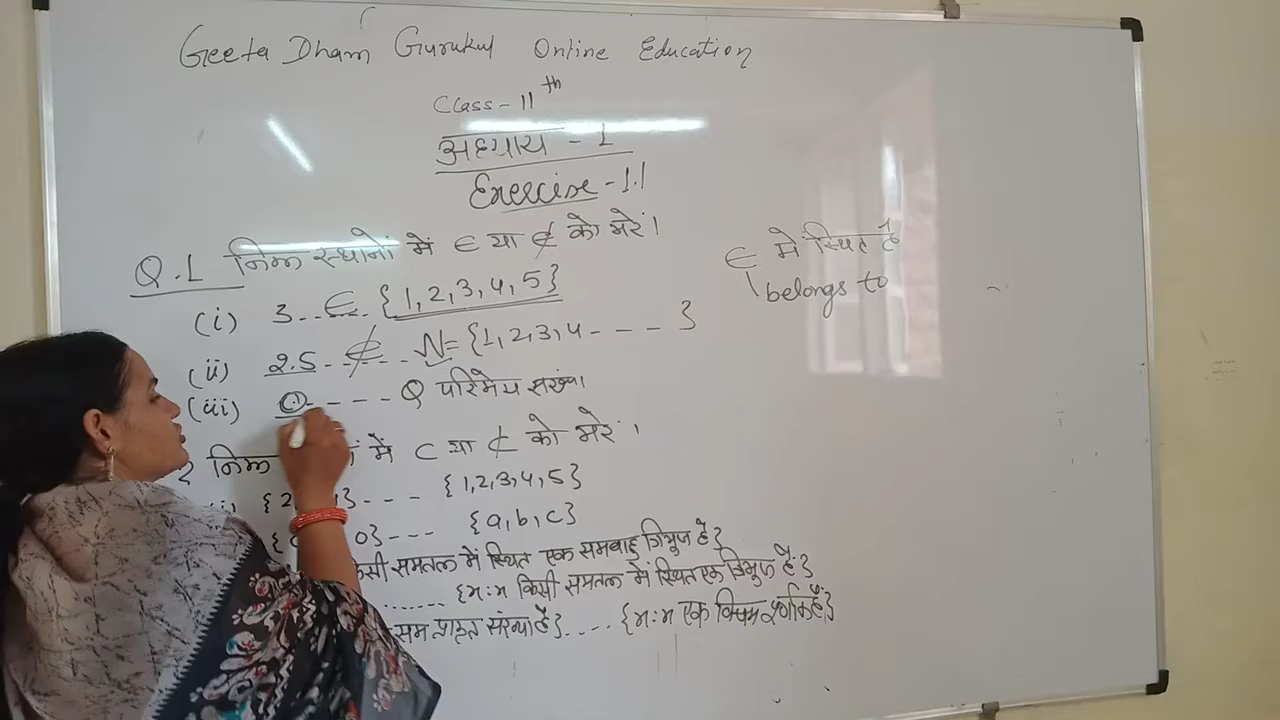 Geeta Dham Gurukul Online Education
Class - 11th
अध्याय - 1
Exercise - 1.1
Q.1 निम्न स्थानों में ∈ या ∉ को भरें।
(i) 3 .. ∈ .. {1, 2, 3, 4, 5}
(ii) 2.5 - ∉ - - - N = {1, 2, 3, 4 - - - }
(iii) 0 - - - - Q परिमेय संख्या
निम्न में ⊂ या ⊄ को भरें।
- - - {1, 2, 3, 4, 5}
- - - {a, b, c}
समतल में स्थित एक समबाहु त्रिभुज है}
....... {x : x किसी समतल में स्थित एक त्रिभुज है}
सम प्राकृत संख्या है} .... {x : x एक विषम पूर्णांक है}
∈ में स्थित है
belongs to